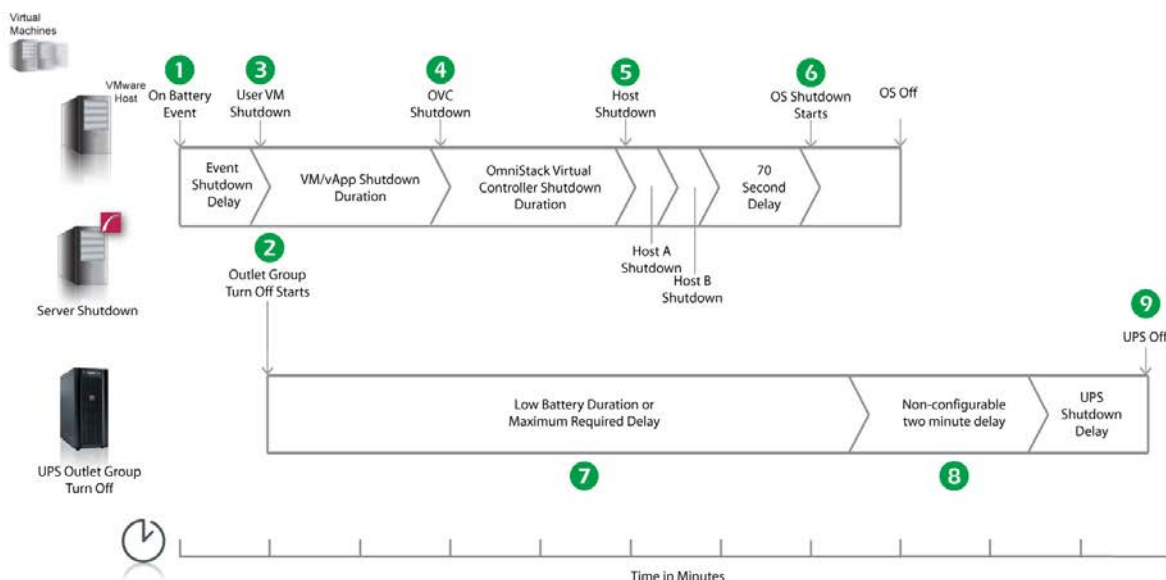 Virtual
Machines
VMware
Host
1
On Battery
Event
3
User VM
Shutdown
4
OVC
Shutdown
5
Host
Shutdown
6
OS Shutdown
Starts
OS Off
Event
Shutdown
Delay
VM/vApp Shutdown
Duration
OmniStack Virtual
Controller Shutdown
Duration
70
Second
Delay
Host A
Shutdown
Host B
Shutdown
Server Shutdown
2
Outlet Group
Turn Off Starts
9
UPS Off
Low Battery Duration or
Maximum Required Delay
Non-configurable
two minute delay
UPS
Shutdown
Delay
7
8
UPS Outlet Group
Turn Off
Time in Minutes